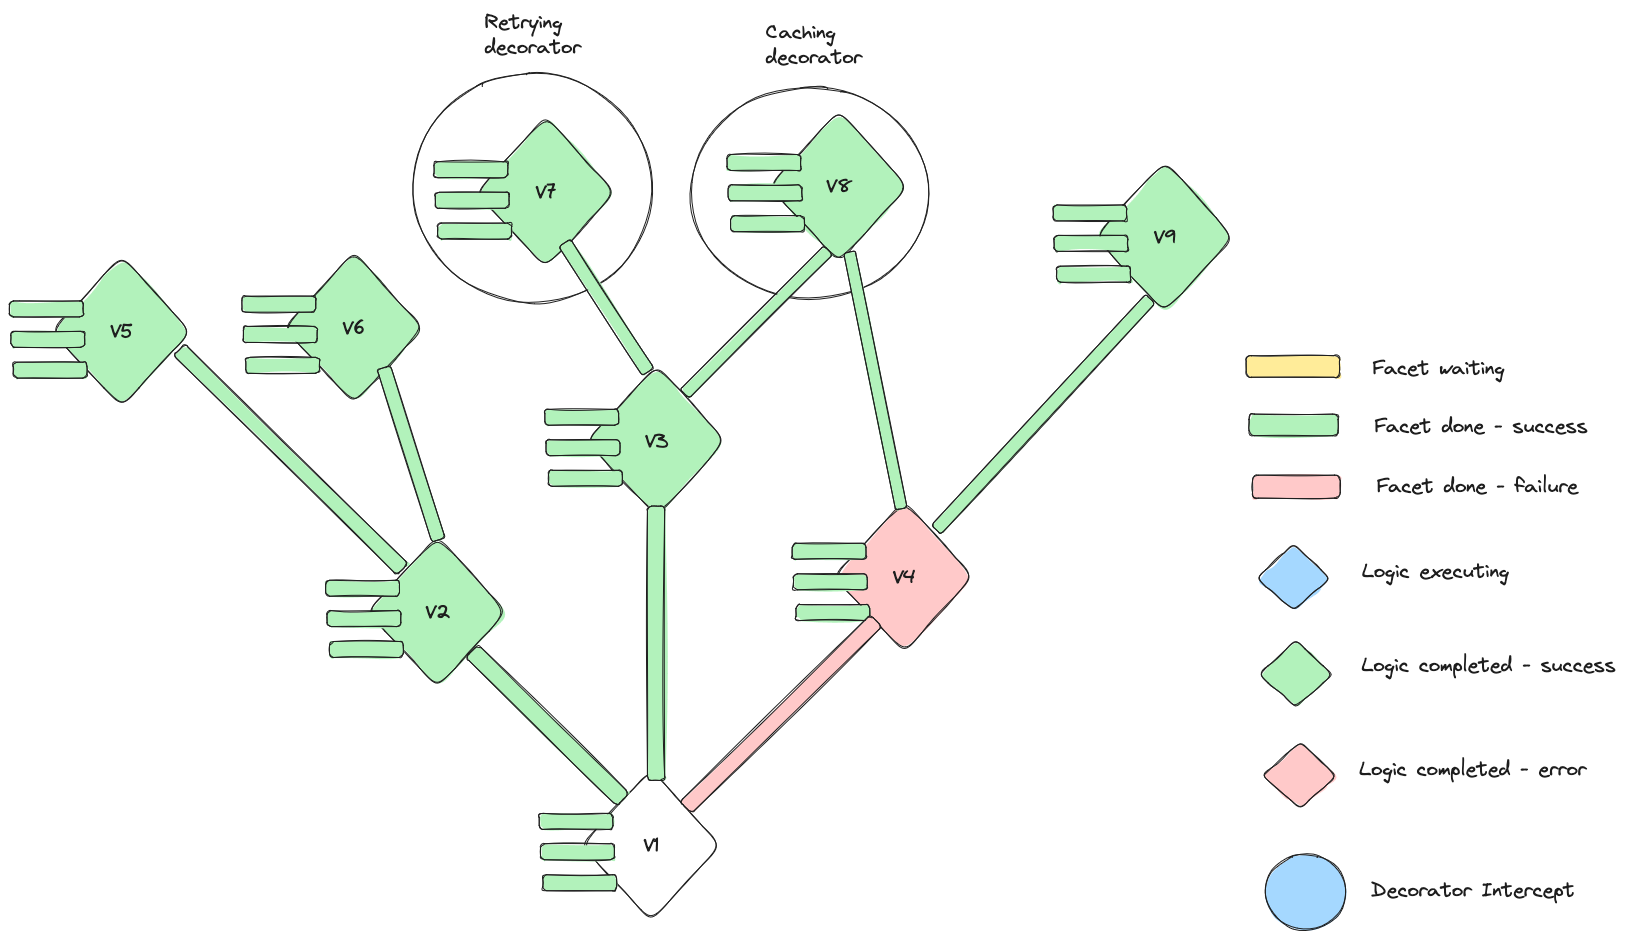 Retrying
decorator
Caching
decorator
V7
V8
V9
V5
V6
V3
V4
V2
V1
Facet waiting
Facet done - success
Facet done - failure
Logic executing
Logic completed - success
Logic completed - error
Decorator Intercept